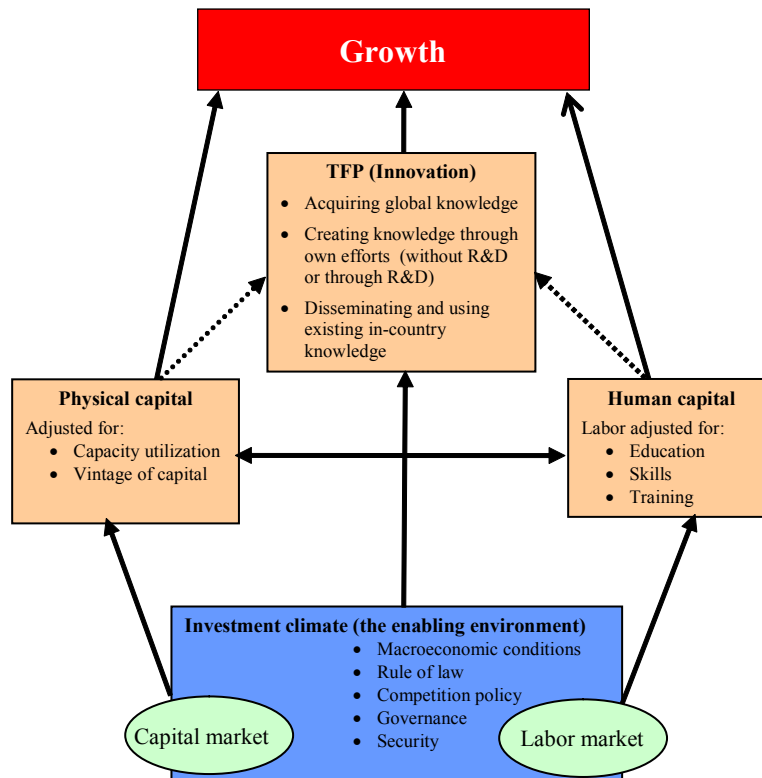 Growth
TFP (Innovation)
• Acquiring global knowledge
• Creating knowledge through
own efforts (without R&D
or through R&D)
• Disseminating and using
existing in-country
knowledge
Physical capital
Adjusted for:
• Capacity utilization
• Vintage of capital
Human capital
Labor adjusted for:
• Education
• Skills
• Training
Investment climate (the enabling environment)
• Macroeconomic conditions
• Rule of law
• Competition policy
• Governance
• Security
Capital market
Labor market